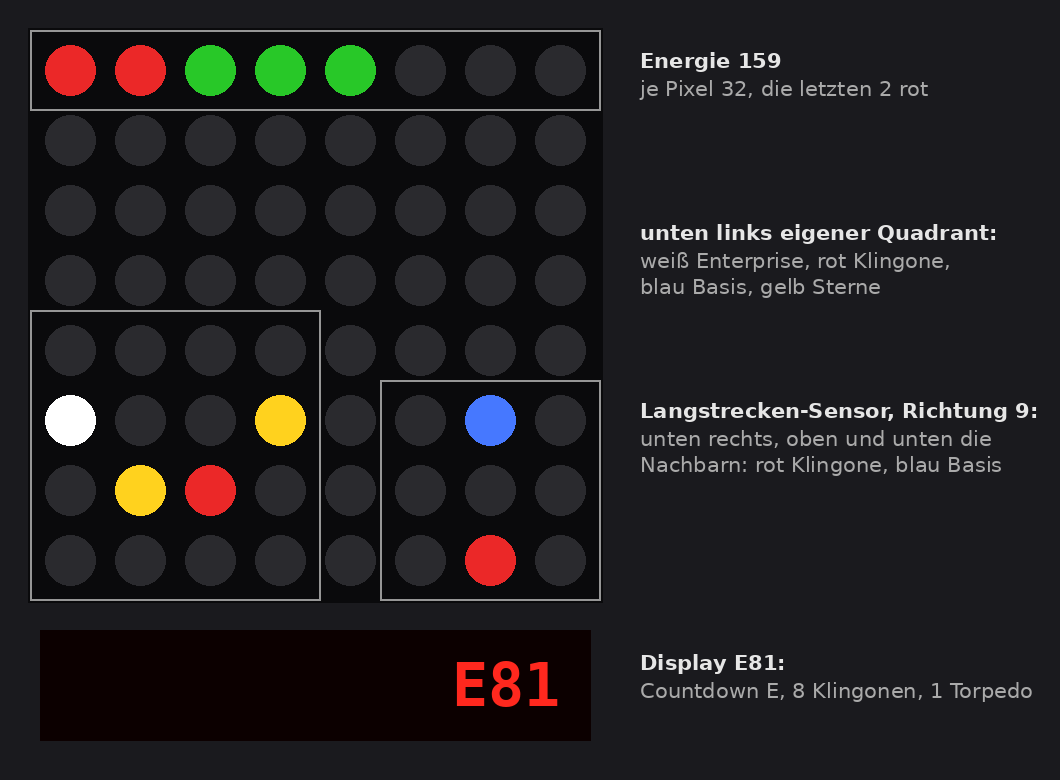 Energie 159
je Pixel 32, die letzten 2 rot
unten links eigener Quadrant:
weiß Enterprise, rot Klingone,
blau Basis, gelb Sterne
Langstrecken-Sensor, Richtung 9:
unten rechts, oben und unten die
Nachbarn: rot Klingone, blau Basis
E81
Display E81:
Countdown E, 8 Klingonen, 1 Torpedo